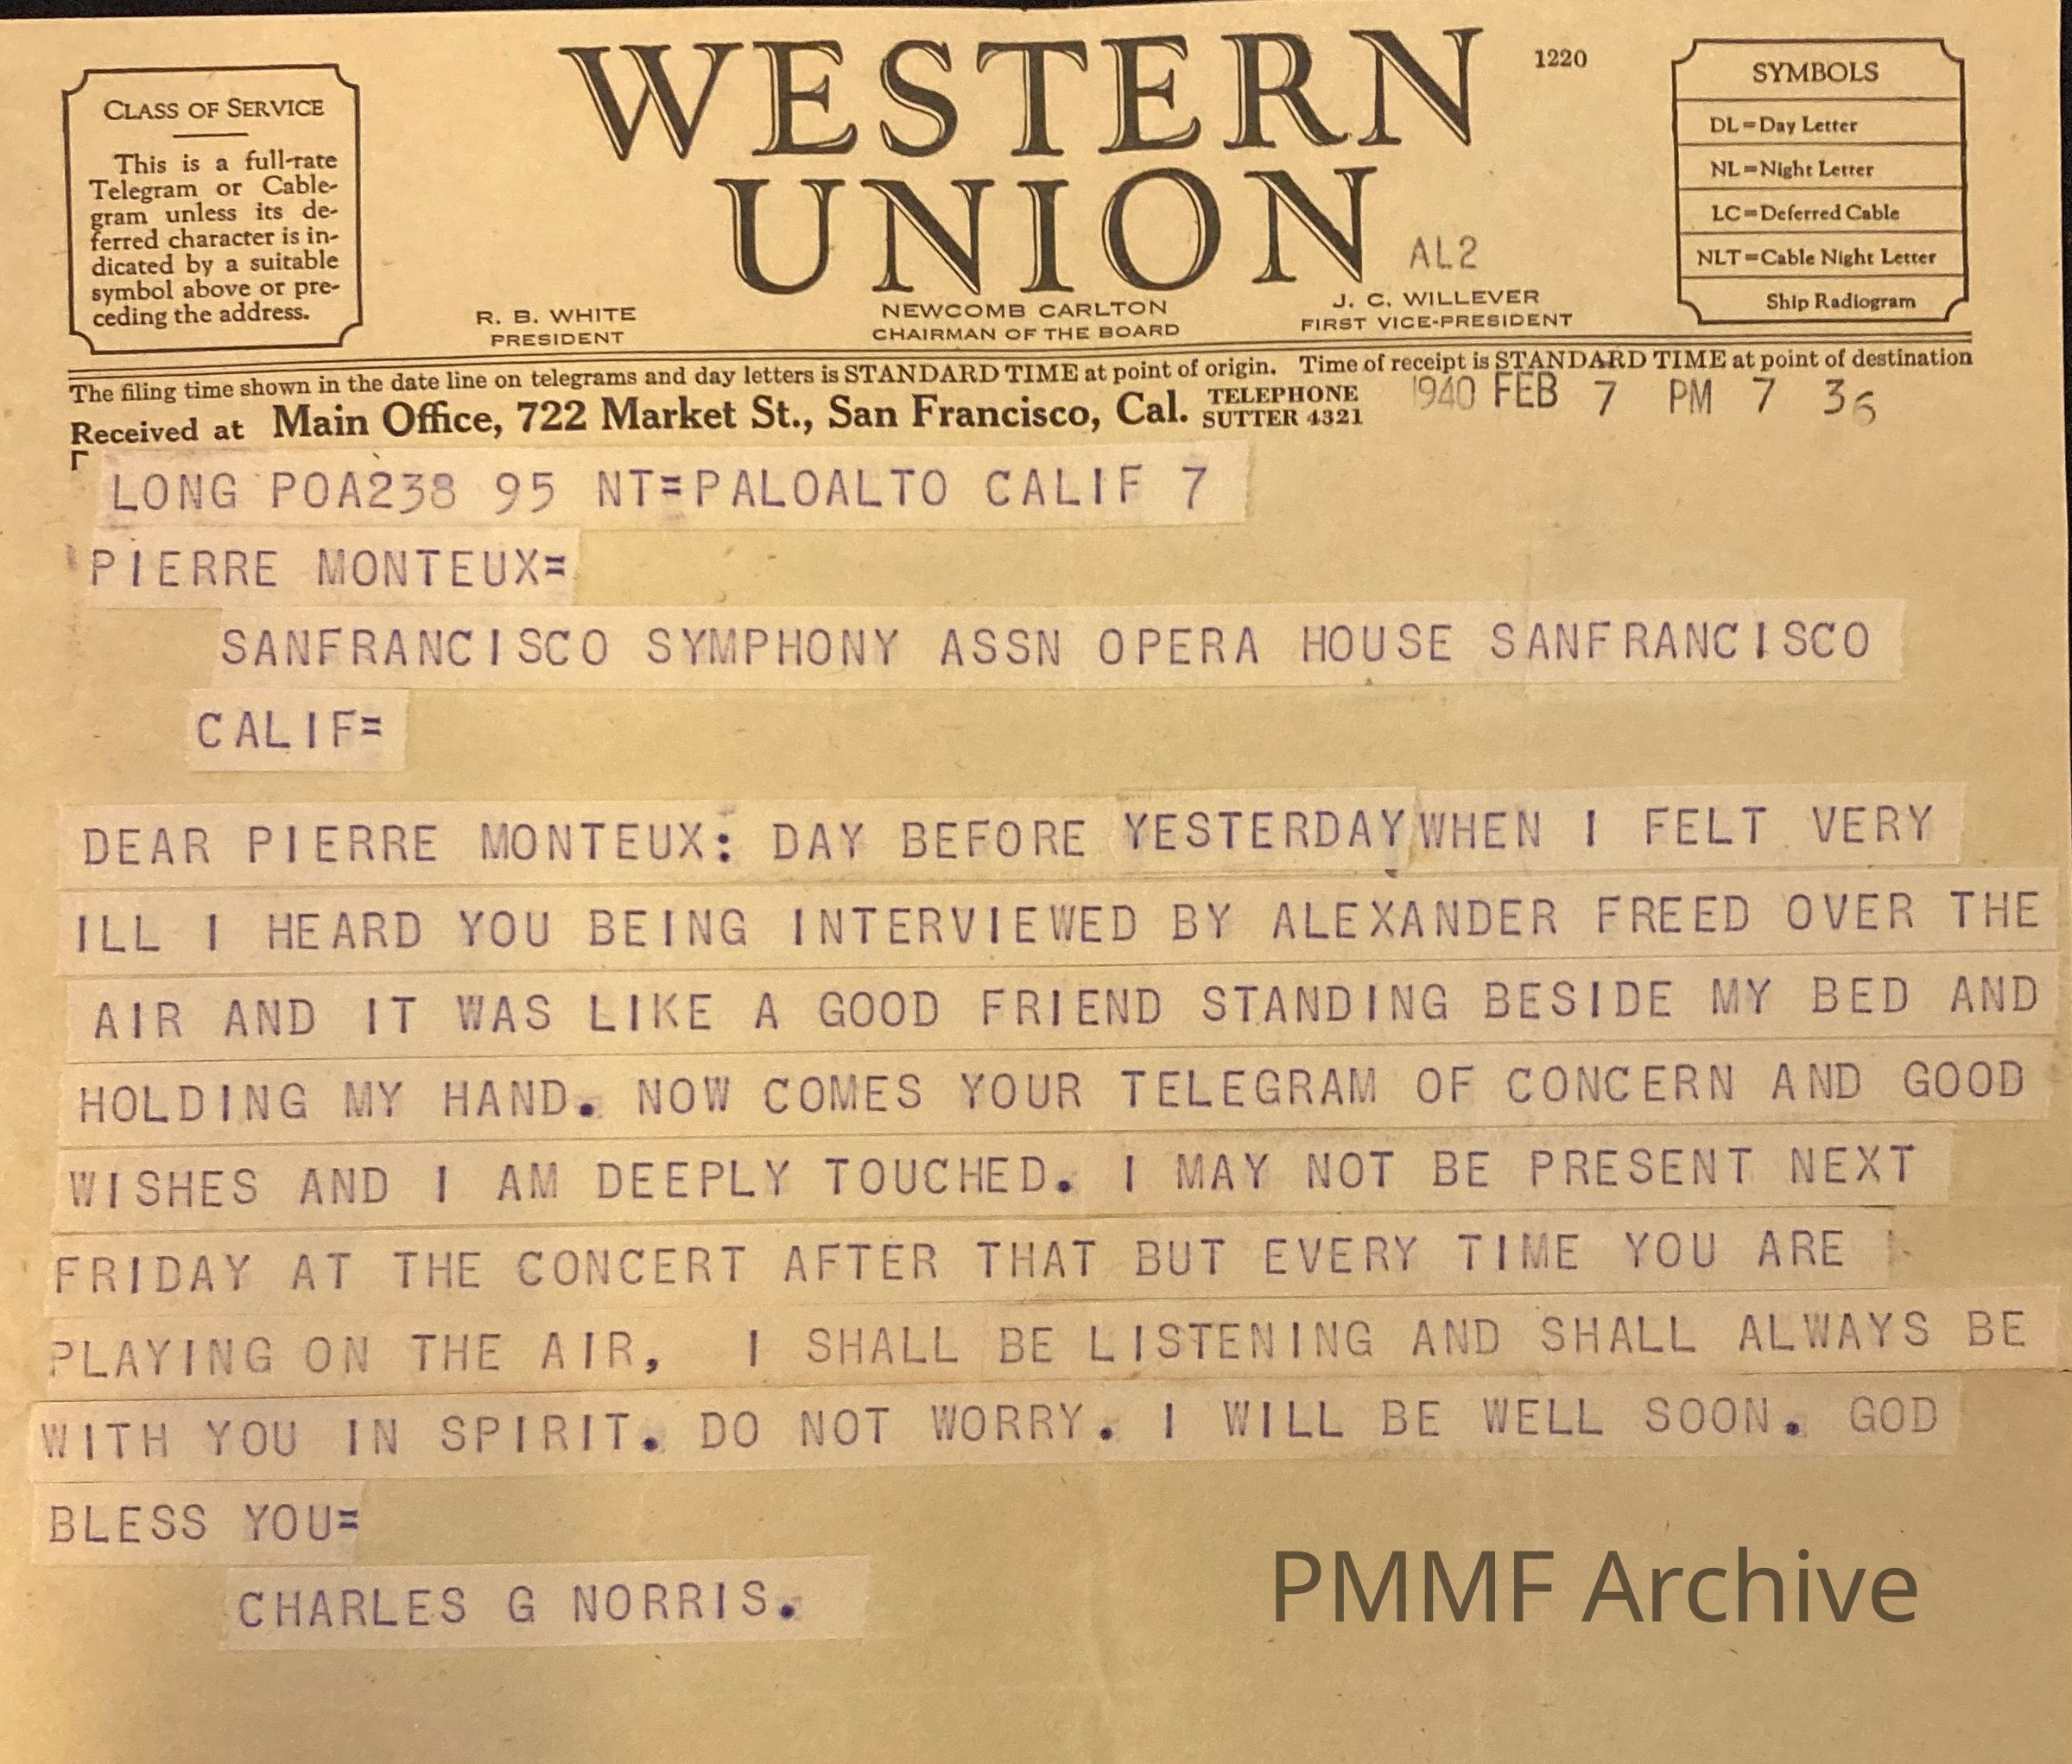 CLASS OF SERVICE
This is a full-rate
Telegram or Cable-
gram unless its de-
ferred character is in-
dicated by a suitable
symbol above or pre-
ceding the address.
WESTERN
UNION
1220
AL2
R. B. WHITE
PRESIDENT
NEWCOMB CARLTON
CHAIRMAN OF THE BOARD
J. C. WILLEVER
FIRST VICE-PRESIDENT
SYMBOLS
DL=Day Letter
NL=Night Letter
LC=Deferred Cable
NLT=Cable Night Letter
Ship Radiogram
The filing time shown in the date line on telegrams and day letters is STANDARD TIME at point of origin. Time of receipt is STANDARD TIME at point of destination
Received at Main Office, 722 Market St., San Francisco, Cal. TELEPHONE SUTTER 4321 1940 FEB 7 PM 7 36
LONG POA238 95 NT=PALOALTO CALIF 7
PIERRE MONTEUX=
SANFRANCISCO SYMPHONY ASSN OPERA HOUSE SANFRANCISCO
CALIF=
DEAR PIERRE MONTEUX: DAY BEFORE YESTERDAY WHEN I FELT VERY
ILL I HEARD YOU BEING INTERVIEWED BY ALEXANDER FREED OVER THE
AIR AND IT WAS LIKE A GOOD FRIEND STANDING BESIDE MY BED AND
HOLDING MY HAND. NOW COMES YOUR TELEGRAM OF CONCERN AND GOOD
WISHES AND I AM DEEPLY TOUCHED. I MAY NOT BE PRESENT NEXT
FRIDAY AT THE CONCERT AFTER THAT BUT EVERY TIME YOU ARE
PLAYING ON THE AIR, I SHALL BE LISTENING AND SHALL ALWAYS BE
WITH YOU IN SPIRIT. DO NOT WORRY. I WILL BE WELL SOON. GOD
BLESS YOU=
CHARLES G NORRIS.
PMMF Archive